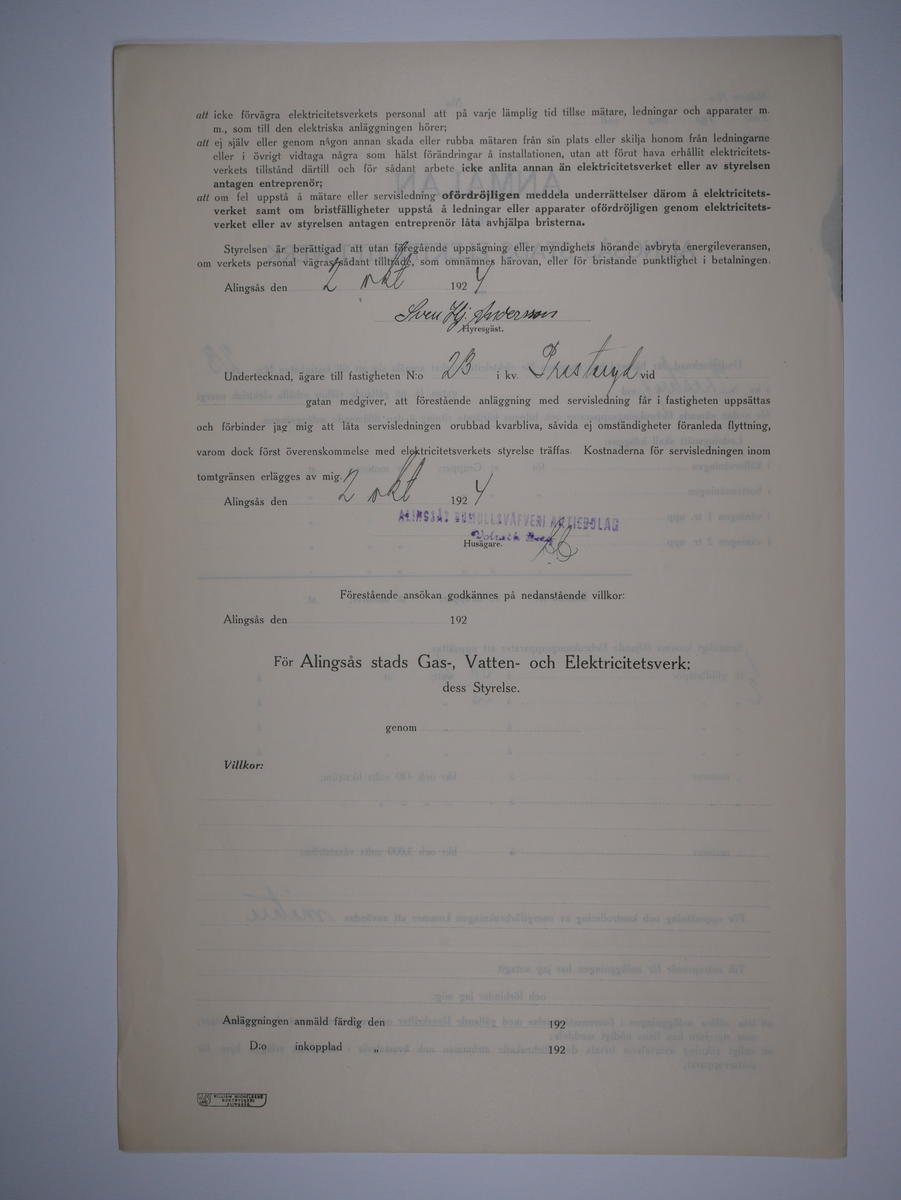 att icke förvägra elektricitetsverkets personal att på varje lämplig tid tillse mätare, ledningar och apparater m.
m., som till den elektriska anläggningen hörer;
att ej själv eller genom någon annan skada eller rubba mätaren från sin plats eller skilja honom från ledningarne
eller i övrigt vidtaga några som hälst förändringar å installationen, utan att förut hava erhållit elektricitets-
verkets tillstånd därtill och för sådant arbete icke anlita annan än elektricitetsverket eller av styrelsen
antagen entreprenör;
att om fel uppstå å mätare eller servisledning ofördröjligen meddela underrättelser därom å elektricitets-
verket samt om bristfälligheter uppstå å ledningar eller apparater ofördröjligen genom elektricitets-
verket eller av styrelsen antagen entreprenör låta avhjälpa bristerna.
Styrelsen är berättigad att utan föregående uppsägning eller myndighets hörande avbryta energileveransen,
om verkets personal vägras sådant tillträde, som omnämnes härovan, eller för bristande punktlighet i betalningen.
Alingsås den 2 okt 1924
Sven Hj. Anderson
Hyresgäst.
Undertecknad, ägare till fastigheten N:o 23 i kv. Prästeryd vid
gatan medgiver, att förestående anläggning med servisledning får i fastigheten uppsättas
och förbinder jag mig att låta servisledningen orubbad kvarbliva, såvida ej omständigheter föranleda flyttning,
varom dock först överenskommelse med elektricitetsverkets styrelse träffas. Kostnaderna för servisledningen inom
tomtgränsen erlägges av mig.
Alingsås den 2 okt 1924
ALINGSÅS BOMULLSVÄFVERI AKTIEBOLAG
Volrath Berg
Husägare.
Förestående ansökan godkännes på nedanstående villkor:
Alingsås den 192
För Alingsås stads Gas-, Vatten- och Elektricitetsverk:
dess Styrelse.
genom
Villkor:
Anläggningen anmäld färdig den 192
D:o inkopplad „ 192
WILLIAM MICHELSENS
BOKTRYCKERI
ALINGSÅS